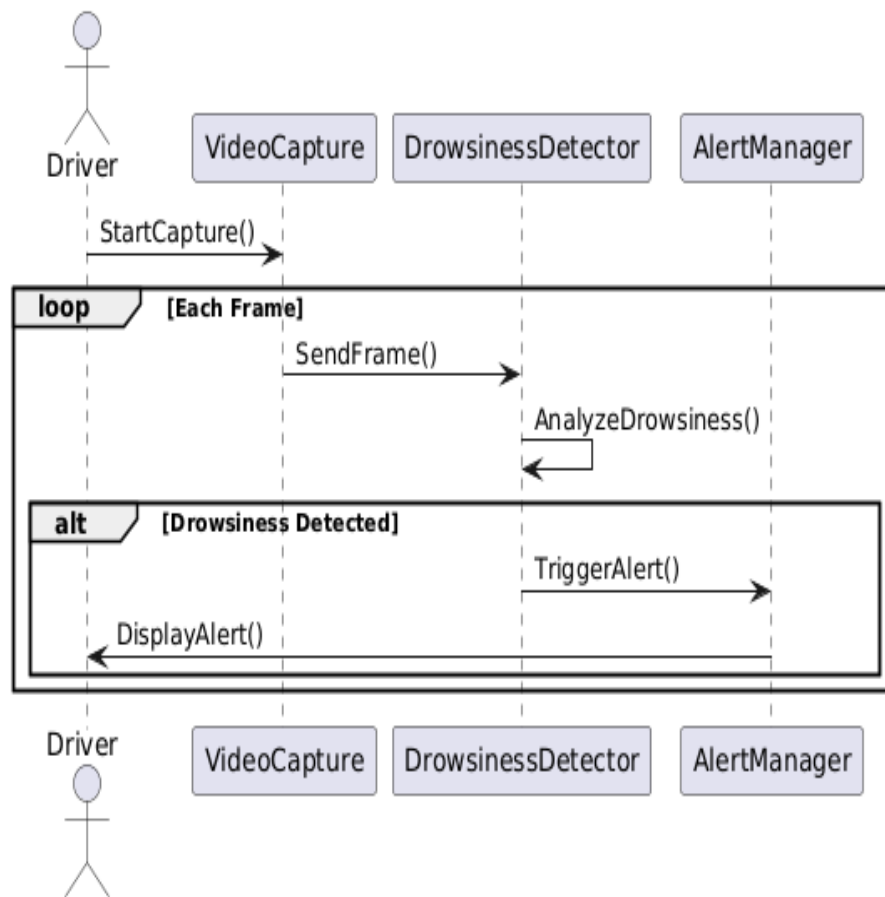 Driver
VideoCapture
DrowsinessDetector
AlertManager
StartCapture()
loop
[Each Frame]
SendFrame()
AnalyzeDrowsiness()
alt
[Drowsiness Detected]
TriggerAlert()
DisplayAlert()
Driver
VideoCapture
DrowsinessDetector
AlertManager